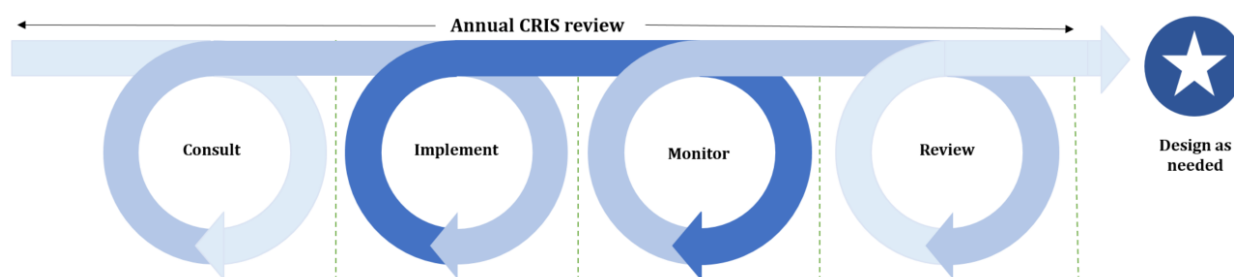 Annual CRIS review
Consult
Implement
Monitor
Review
Design as
needed